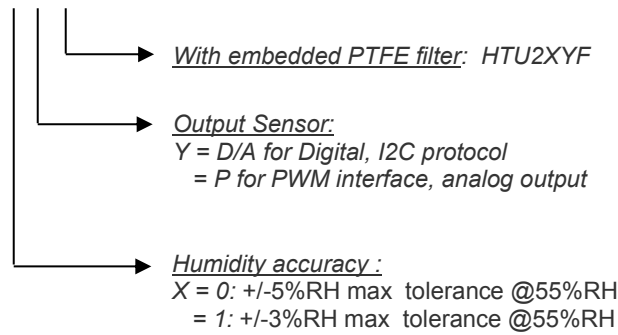 With embedded PTFE filter: HTU2XYF
Output Sensor:
Y = D/A for Digital, I2C protocol
= P for PWM interface, analog output
Humidity accuracy :
X = 0: +/-5%RH max tolerance @55%RH
= 1: +/-3%RH max tolerance @55%RH